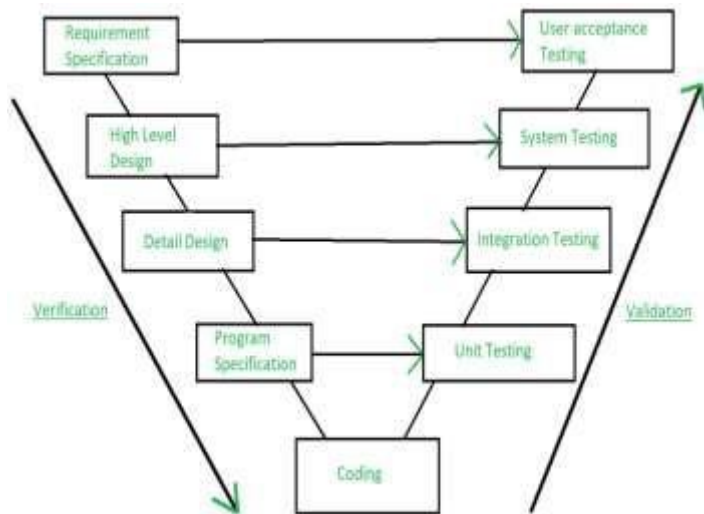 Requirement
Specification
User acceptance
Testing
High Level
Design
System Testing
Detail Design
Integration Testing
Verification
Validation
Program
Specification
Unit Testing
Coding